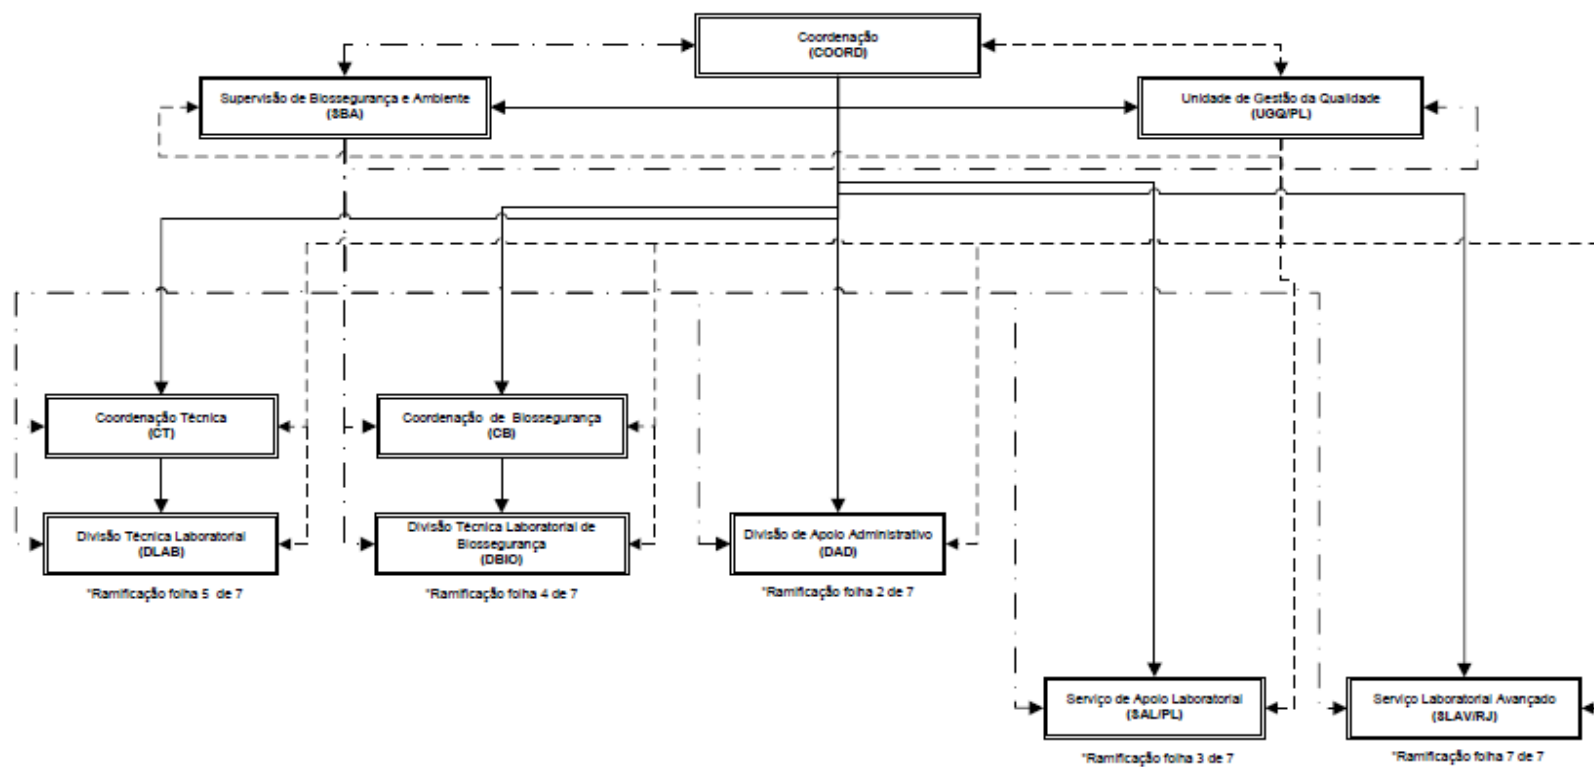 Coordenação
(COORD)
Supervisão de Biossegurança e Ambiente
(SBA)
Unidade de Gestão da Qualidade
(UGQ/PL)
Coordenação Técnica
(CT)
Coordenação de Biossegurança
(CB)
Divisão Técnica Laboratorial
(DLAB)
Divisão Técnica Laboratorial de
Biossegurança
(DBIO)
Divisão de Apoio Administrativo
(DAD)
*Ramificação folha 5 de 7
*Ramificação folha 4 de 7
*Ramificação folha 2 de 7
Serviço de Apoio Laboratorial
(SAL/PL)
Serviço Laboratorial Avançado
(SLAV/RJ)
*Ramificação folha 3 de 7
*Ramificação folha 7 de 7